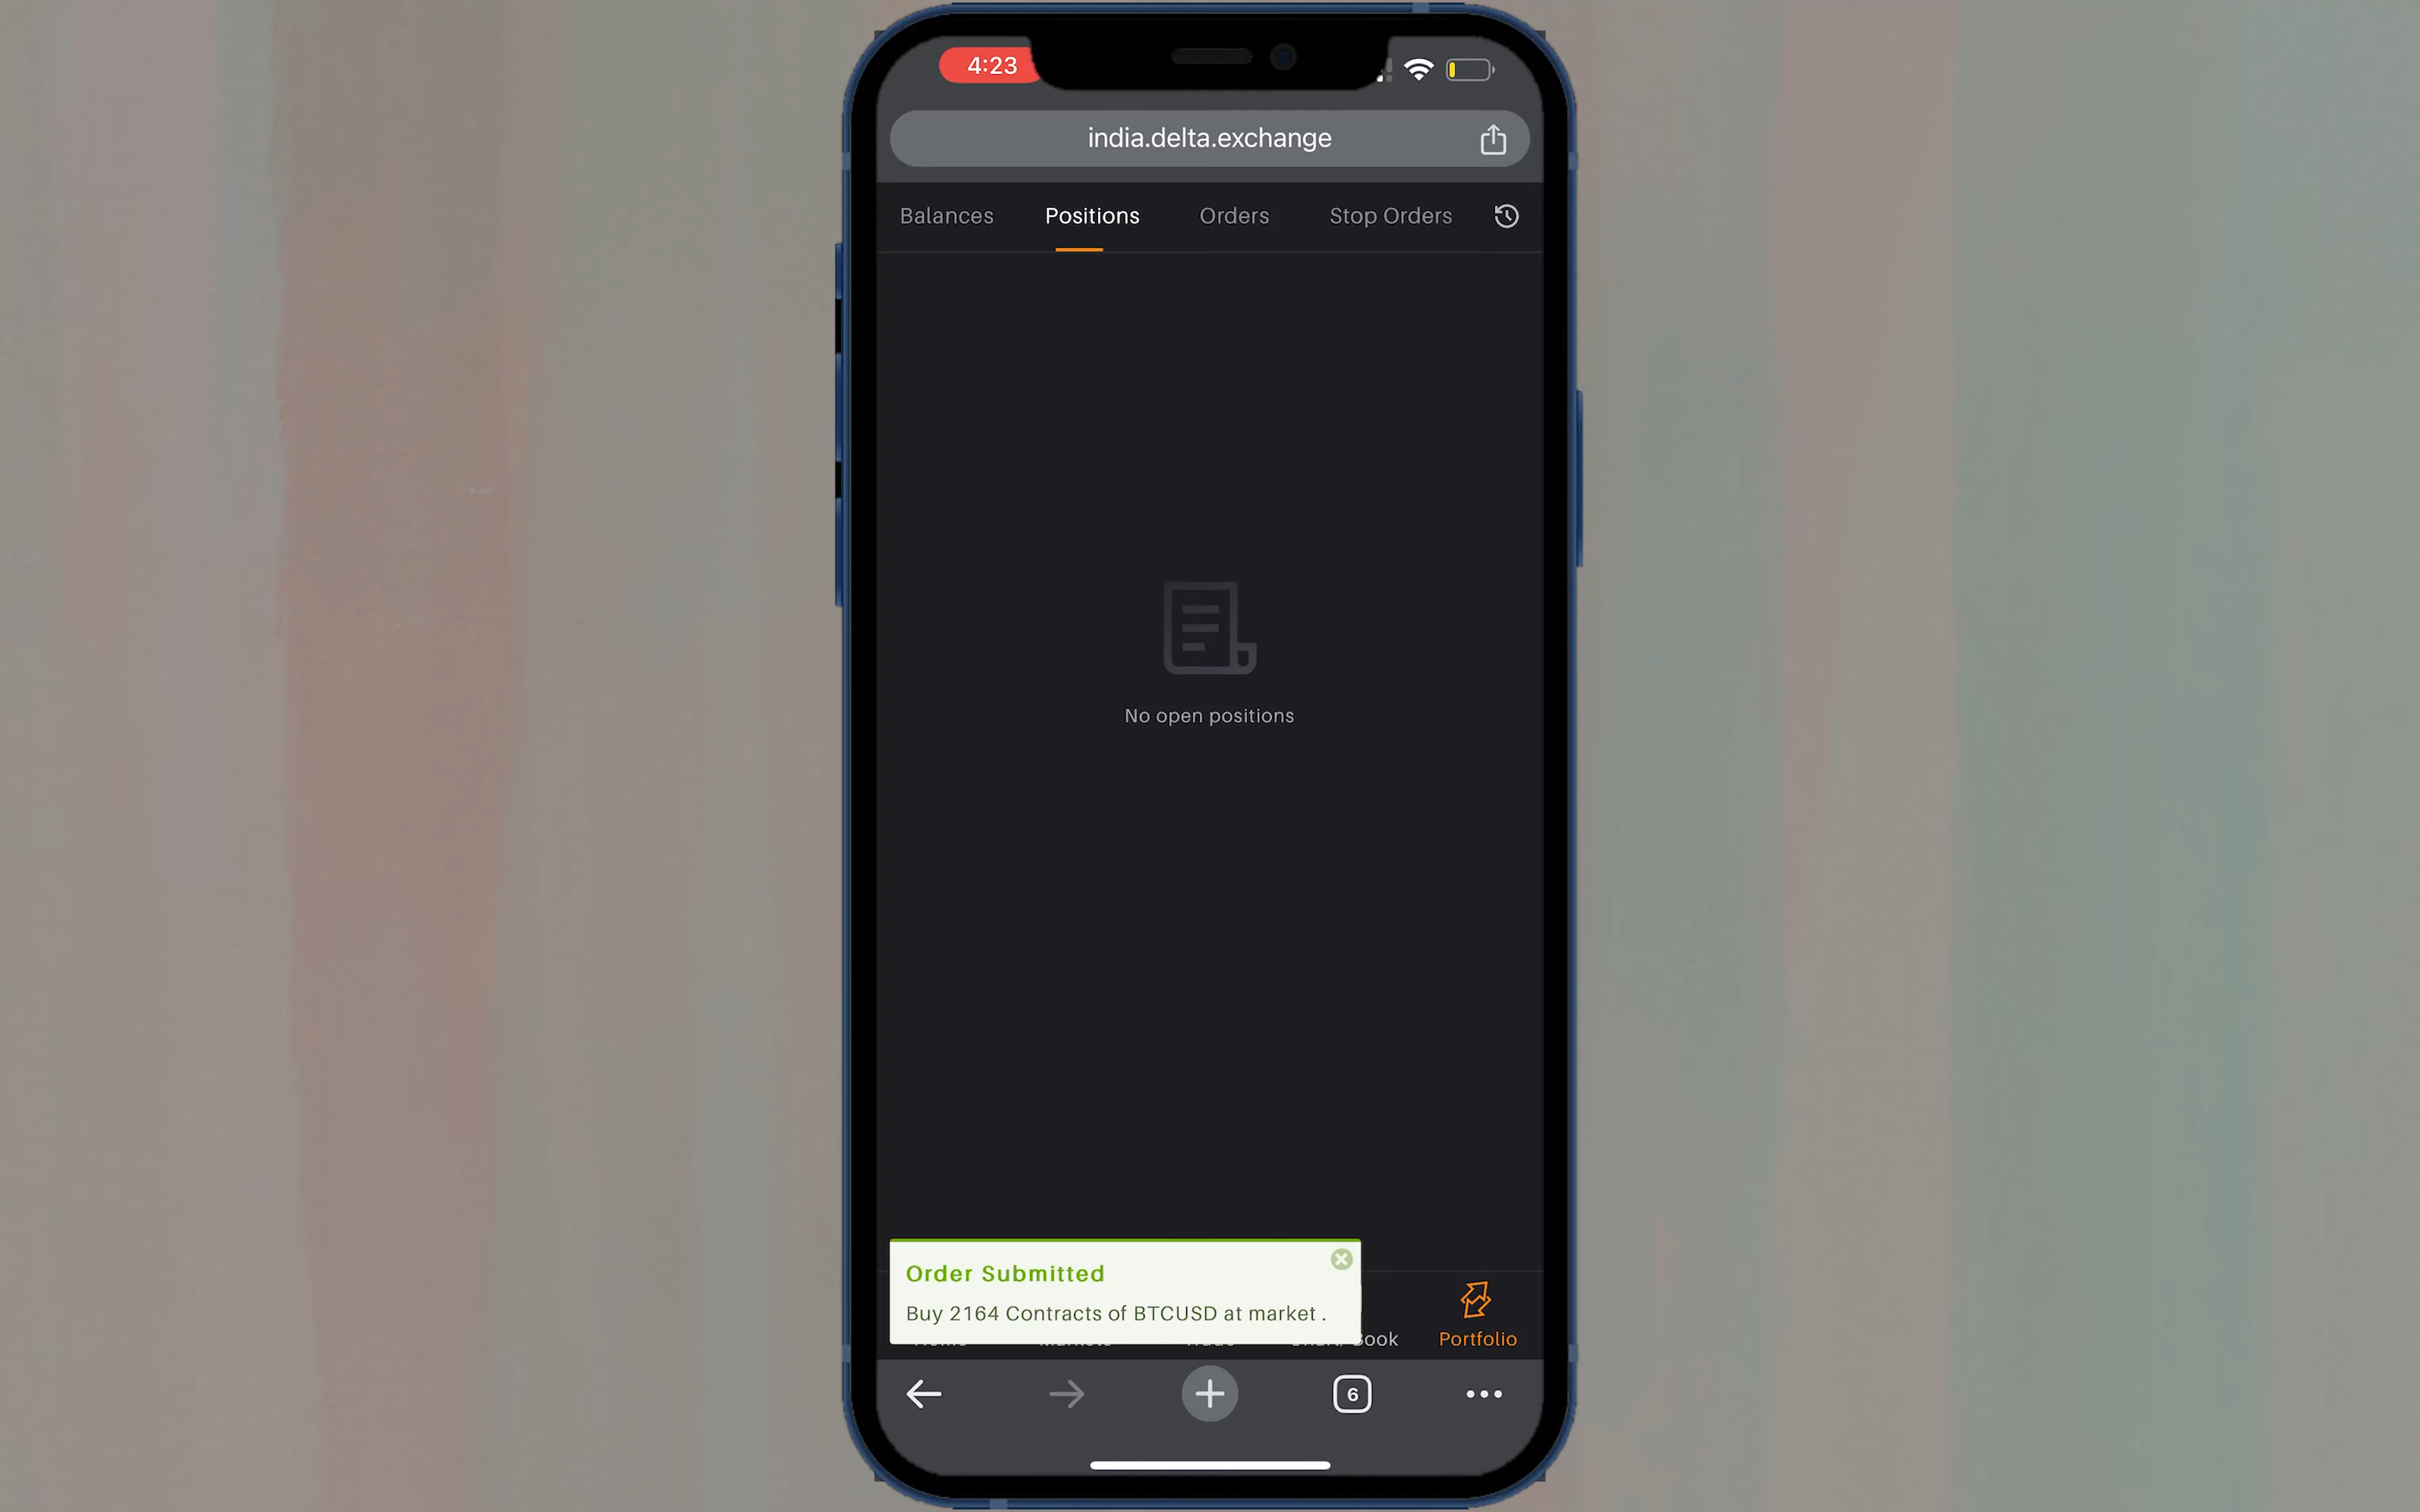 4:23
india.delta.exchange
Balances Positions Orders Stop Orders
No open positions
Order Submitted
Buy 2164 Contracts of BTCUSD at market .
Book Portfolio
6